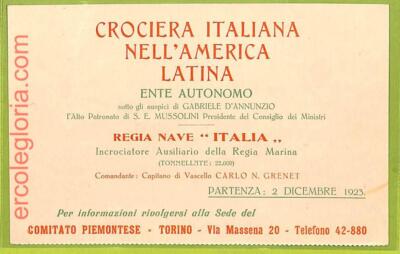 CROCIERA ITALIANA
NELL'AMERICA
LATINA
ENTE AUTONOMO
sotto gli auspici di GABRIELE D'ANNUNZIO
l'Alto Patronato di S. E. MUSSOLINI Presidente del Consiglio dei Ministri
REGIA NAVE “ ITALIA „
Incrociatore Ausiliario della Regia Marina
(TONNELLATE: 22.000)
Comandante: Capitano di Vascello CARLO N. GRENET
PARTENZA: 2 DICEMBRE 1923
Per informazioni rivolgersi alla Sede del
COMITATO PIEMONTESE - TORINO - Via Massena 20 - Telefono 42-880
ercolegloria.com